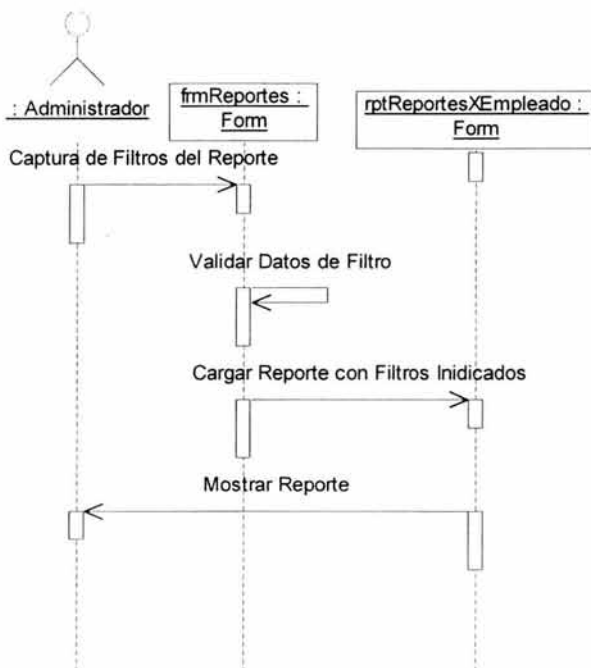 : Administrador
frmReportes :
Form
rptReportesXEmpleado :
Form
Captura de Filtros del Reporte
Validar Datos de Filtro
Cargar Reporte con Filtros Inidicados
Mostrar Reporte